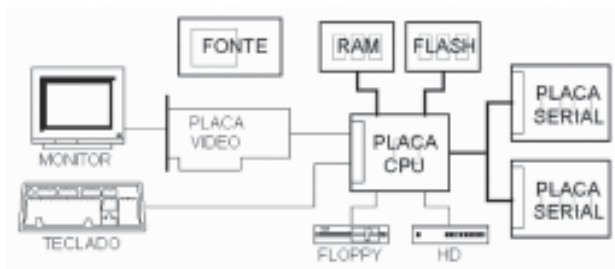 FONTE
RAM
FLASH
PLACA
VIDEO
PLACA
CPU
PLACA
SERIAL
PLACA
SERIAL
MONITOR
TECLADO
FLOPPY
HD